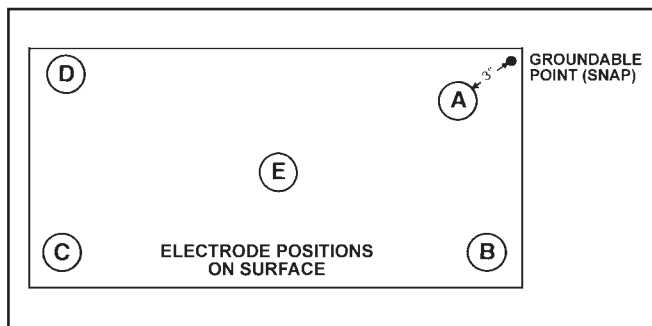 D
3"
GROUNDABLE
POINT (SNAP)
A
E
C
ELECTRODE POSITIONS
ON SURFACE
B